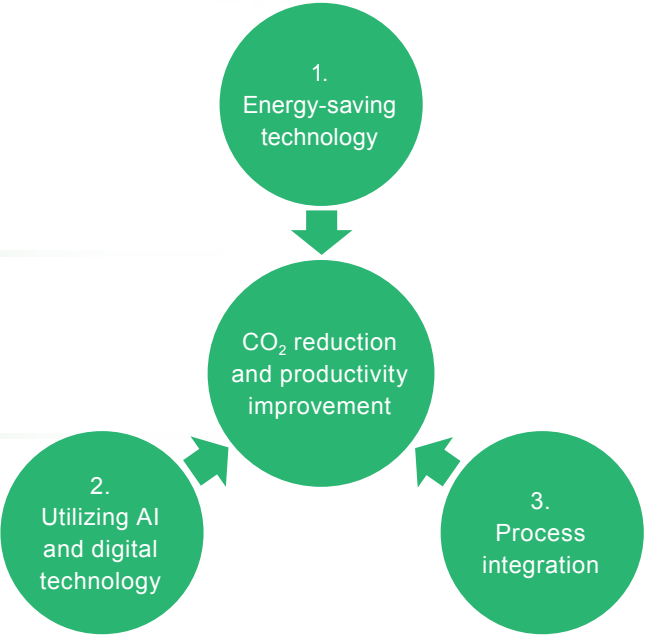 1.
Energy-saving
technology
CO₂ reduction
and productivity
improvement
2.
Utilizing AI
and digital
technology
3.
Process
integration